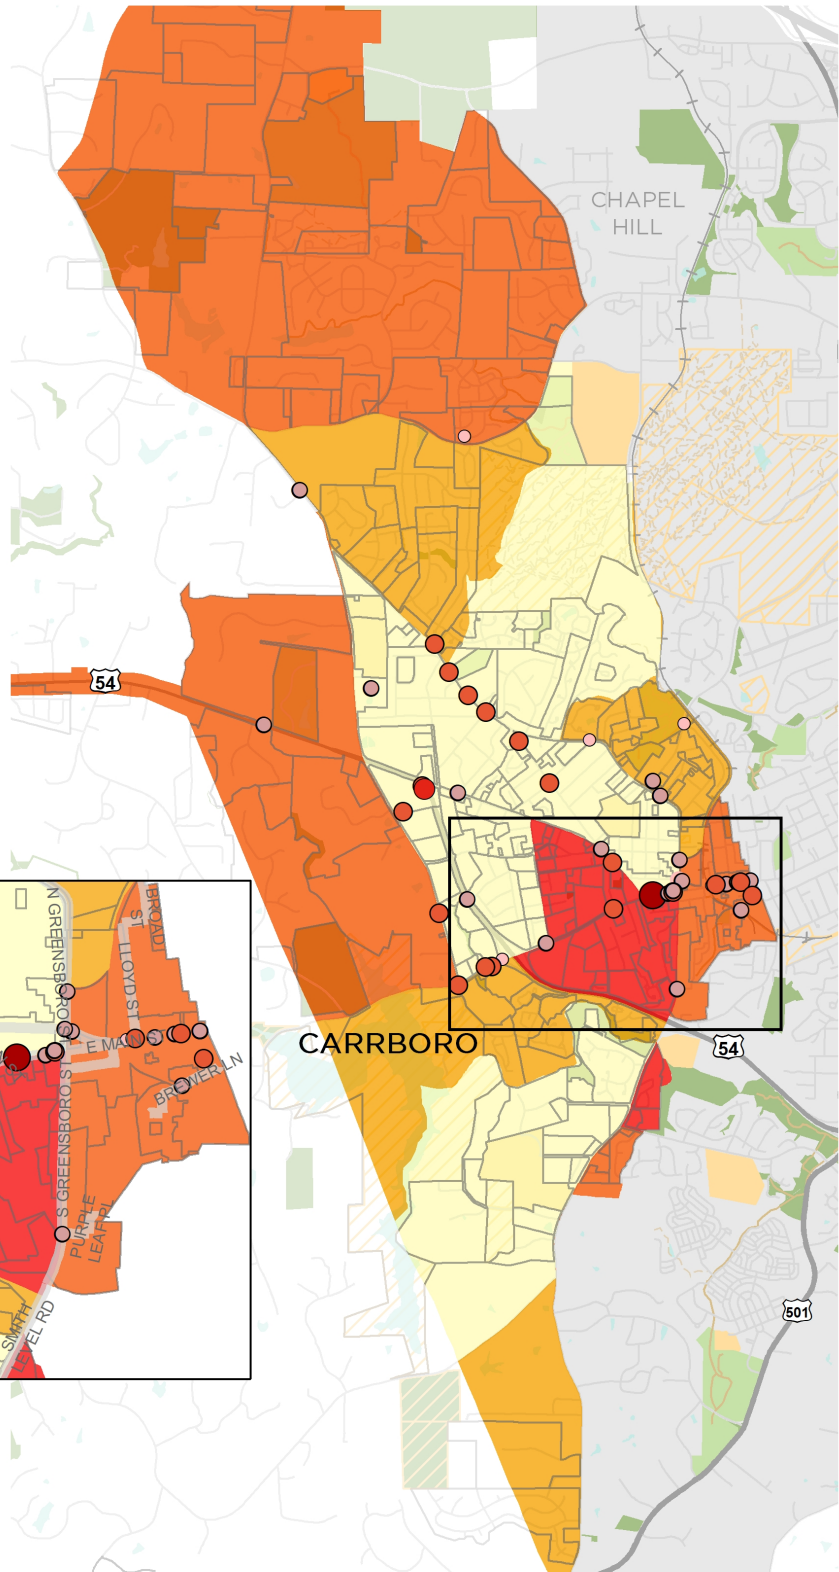 CHAPEL
HILL
54
CARRBORO
54
501
N GREENSBORO ST
BROAD
ST
LLOYD ST
E MAIN ST
BREWER LN
S GREENSBORO ST
PURPLE
LEAF PL
SMITH
LEVEL RD